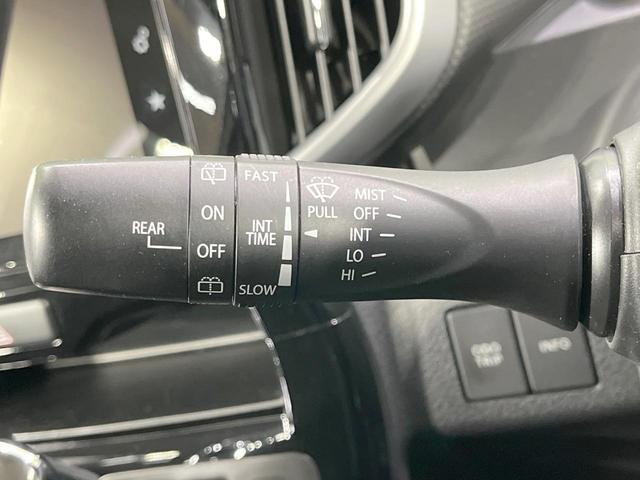 REAR
ON
OFF
FAST
INT
TIME
SLOW
PULL
MIST
OFF
INT
LO
HI
ODO
TRIP
INFO